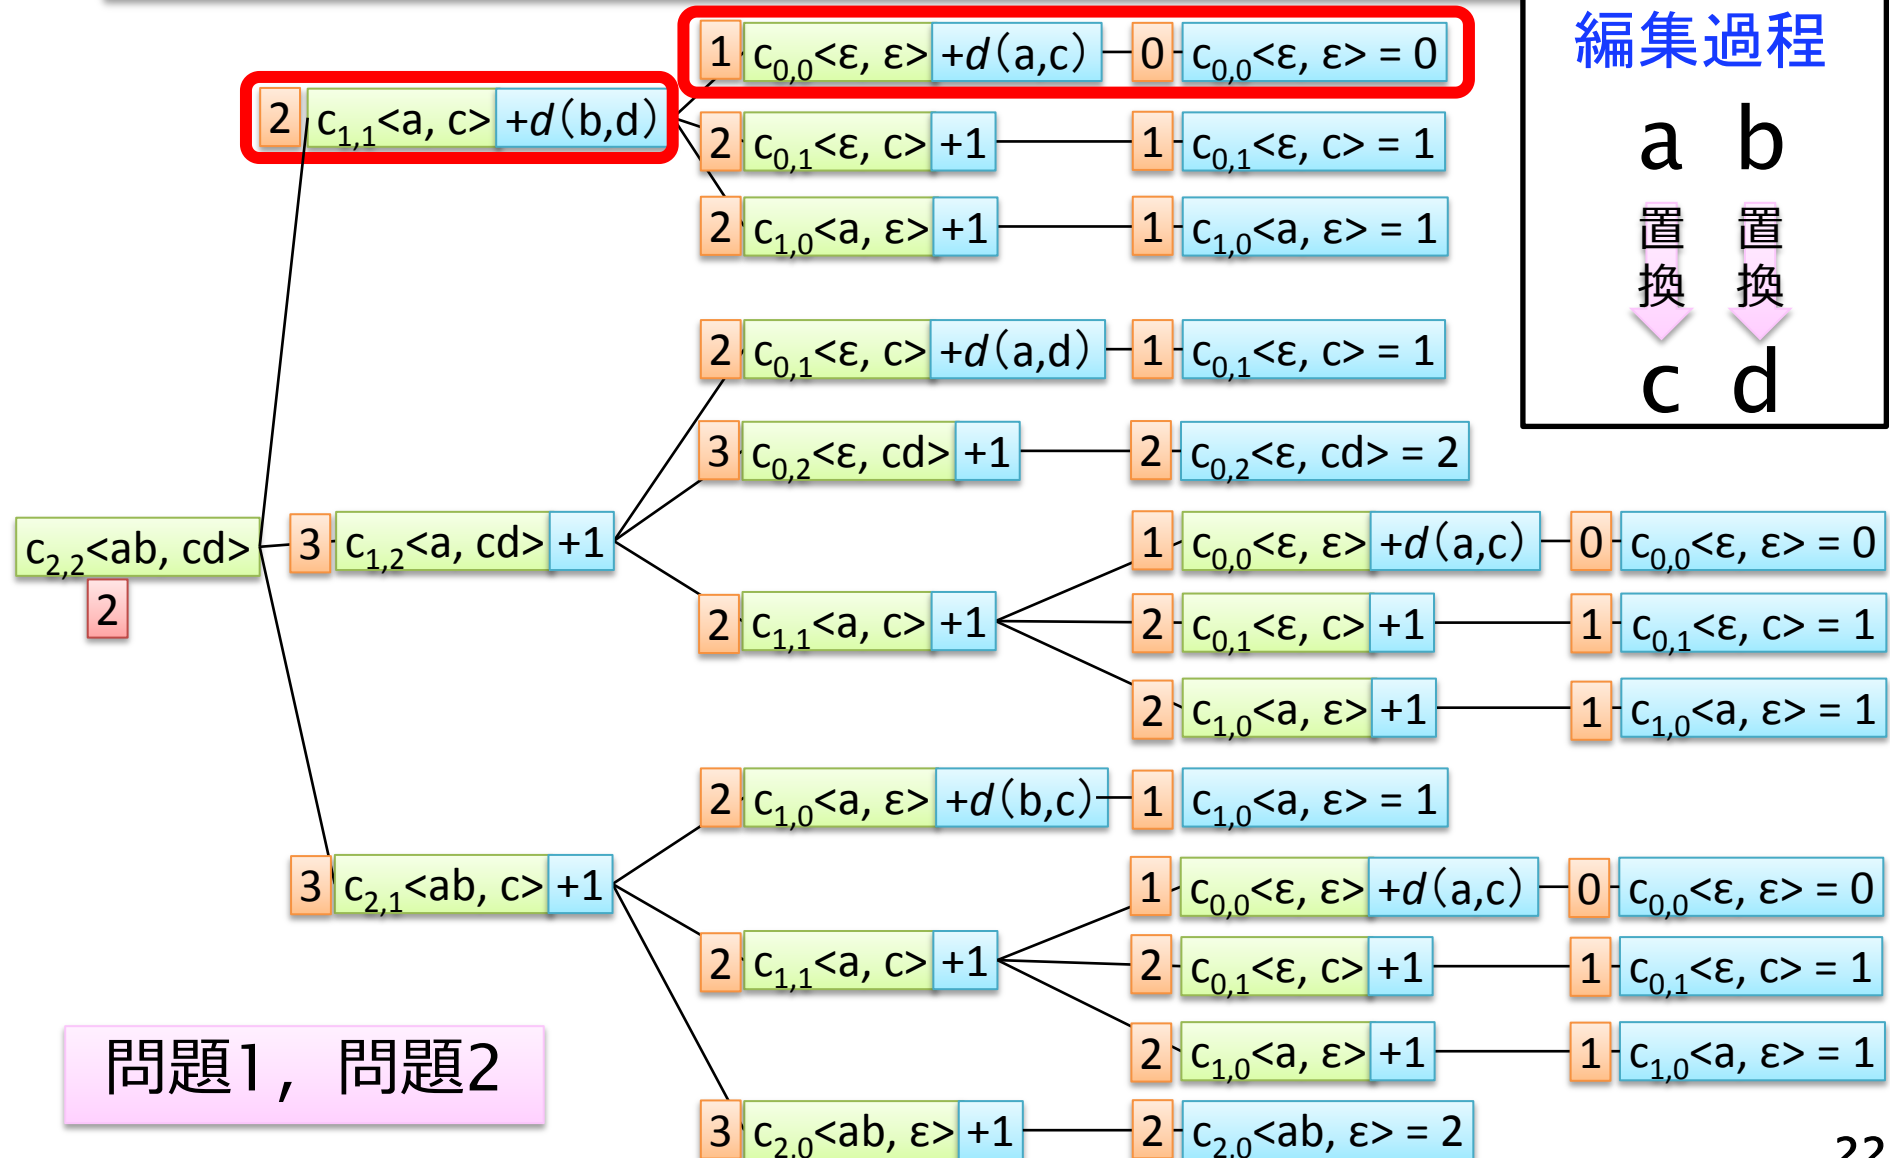 1 c0,0<ε, ε> +d(a,c) 0 c0,0<ε, ε> = 0
2 c1,1<a, c> +d(b,d)
2 c0,1<ε, c> +1 1 c0,1<ε, c> = 1
2 c1,0<a, ε> +1 1 c1,0<a, ε> = 1
2 c0,1<ε, c> +d(a,d) 1 c0,1<ε, c> = 1
3 c0,2<ε, cd> +1 2 c0,2<ε, cd> = 2
c2,2<ab, cd>
2
3 c1,2<a, cd> +1
1 c0,0<ε, ε> +d(a,c) 0 c0,0<ε, ε> = 0
2 c1,1<a, c> +1
2 c0,1<ε, c> +1 1 c0,1<ε, c> = 1
2 c1,0<a, ε> +1 1 c1,0<a, ε> = 1
2 c1,0<a, ε> +d(b,c) 1 c1,0<a, ε> = 1
3 c2,1<ab, c> +1
1 c0,0<ε, ε> +d(a,c) 0 c0,0<ε, ε> = 0
2 c1,1<a, c> +1
2 c0,1<ε, c> +1 1 c0,1<ε, c> = 1
2 c1,0<a, ε> +1 1 c1,0<a, ε> = 1
3 c2,0<ab, ε> +1 2 c2,0<ab, ε> = 2
編集過程
a b
置換 置換
c d
問題1, 問題2
22